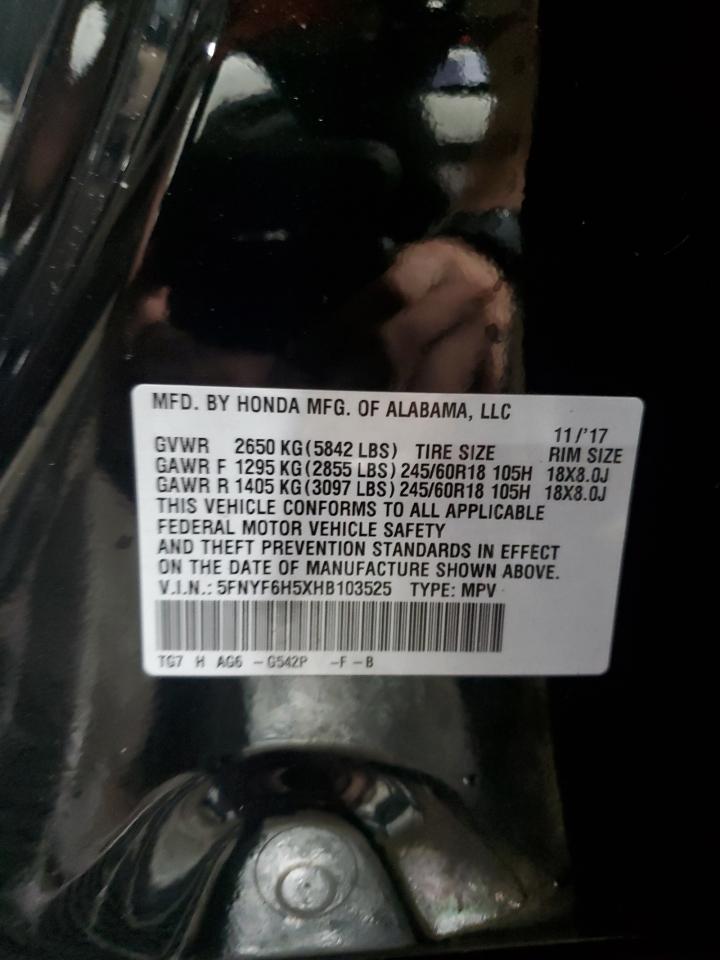 MFD. BY HONDA MFG. OF ALABAMA, LLC
11/'17
GVWR 2650 KG(5842 LBS) TIRE SIZE RIM SIZE
GAWR F 1295 KG(2855 LBS) 245/60R18 105H 18X8.0J
GAWR R 1405 KG(3097 LBS) 245/60R18 105H 18X8.0J
THIS VEHICLE CONFORMS TO ALL APPLICABLE
FEDERAL MOTOR VEHICLE SAFETY
AND THEFT PREVENTION STANDARDS IN EFFECT
ON THE DATE OF MANUFACTURE SHOWN ABOVE.
V.I.N.: 5FNYF6H5XHB103525 TYPE: MPV
TG7 H AG6 -G542P -F-B